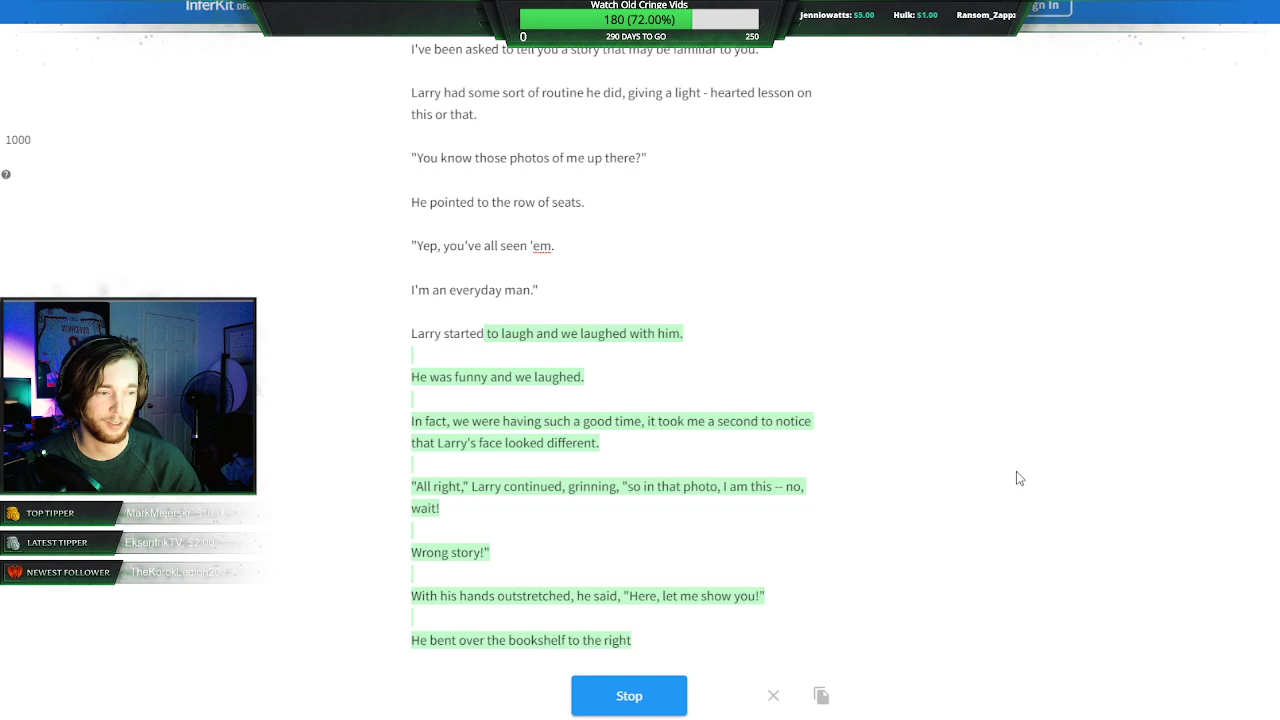 InferKit DE
Watch Old Cringe Vids
180 (72.00%)
0 290 DAYS TO GO 250
Jenniowatts: $5.00 Hulk: $1.00 Ransom_Zapp
gn In
I've been asked to tell you a story that may be familiar to you.
Larry had some sort of routine he did, giving a light - hearted lesson on
this or that.
1000
"You know those photos of me up there?"
He pointed to the row of seats.
"Yep, you've all seen 'em.
I'm an everyday man."
Larry started to laugh and we laughed with him.
He was funny and we laughed.
In fact, we were having such a good time, it took me a second to notice
that Larry's face looked different.
"All right," Larry continued, grinning, "so in that photo, I am this -- no,
wait!
Wrong story!"
With his hands outstretched, he said, "Here, let me show you!"
He bent over the bookshelf to the right
TOP TIPPER
LATEST TIPPER EksentrikTV: $2.00
NEWEST FOLLOWER
Stop